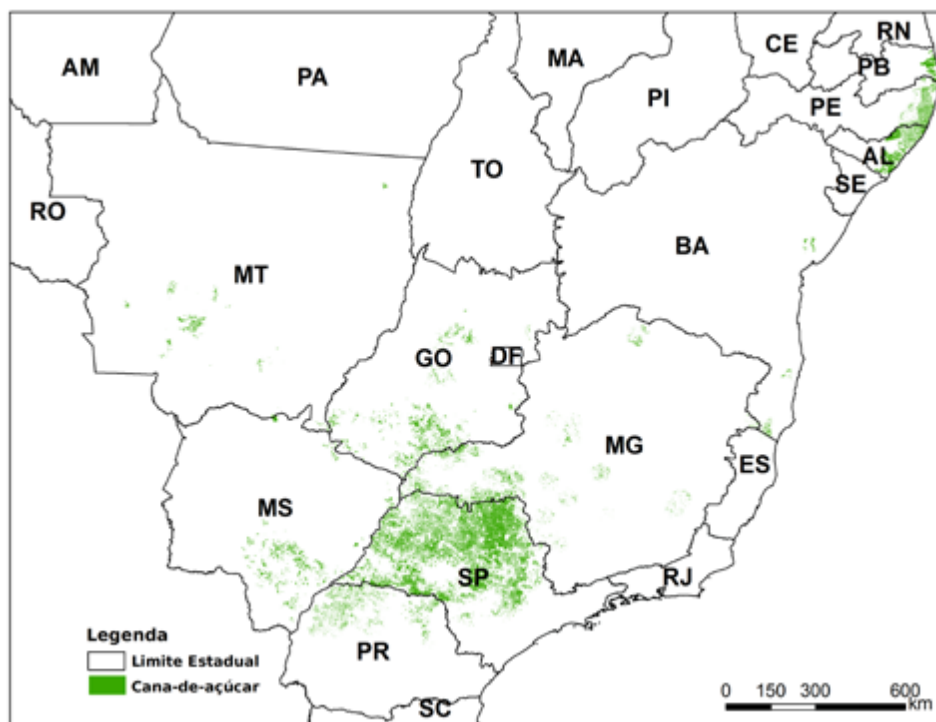 RN
CE
AM
PA
MA
PB
PI
PE
TO
AL
SE
RO
BA
MT
GO
DF
MG
ES
MS
SP
RJ
PR
SC
Legenda
Limite Estadual
Cana-de-açúcar
0 150 300 600
km